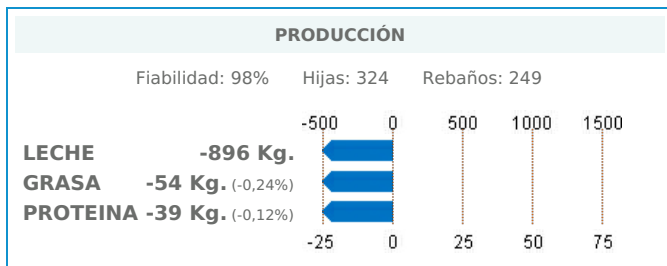 PRODUCCIÓN
Fiabilidad: 98% Hijas: 324 Rebaños: 249
-500 0 500 1000 1500
LECHE -896 Kg.
GRASA -54 Kg. (-0,24%)
PROTEINA -39 Kg. (-0,12%)
-25 0 25 50 75